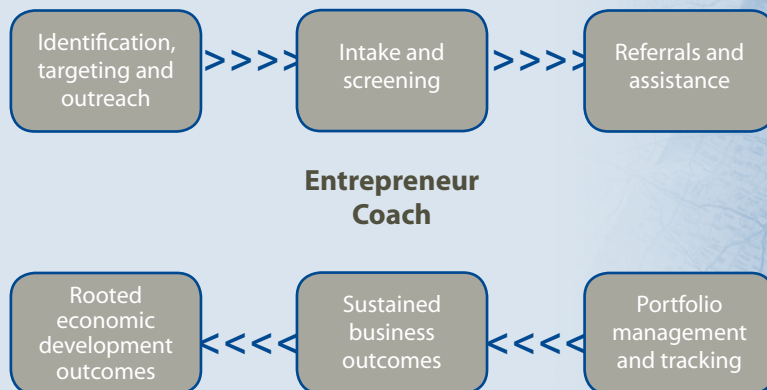 Identification,
targeting and
outreach
>>>>
Intake and
screening
>>>>
Referrals and
assistance
Entrepreneur
Coach
Rooted
economic
development
outcomes
<<<<
Sustained
business
outcomes
<<<<
Portfolio
management
and tracking